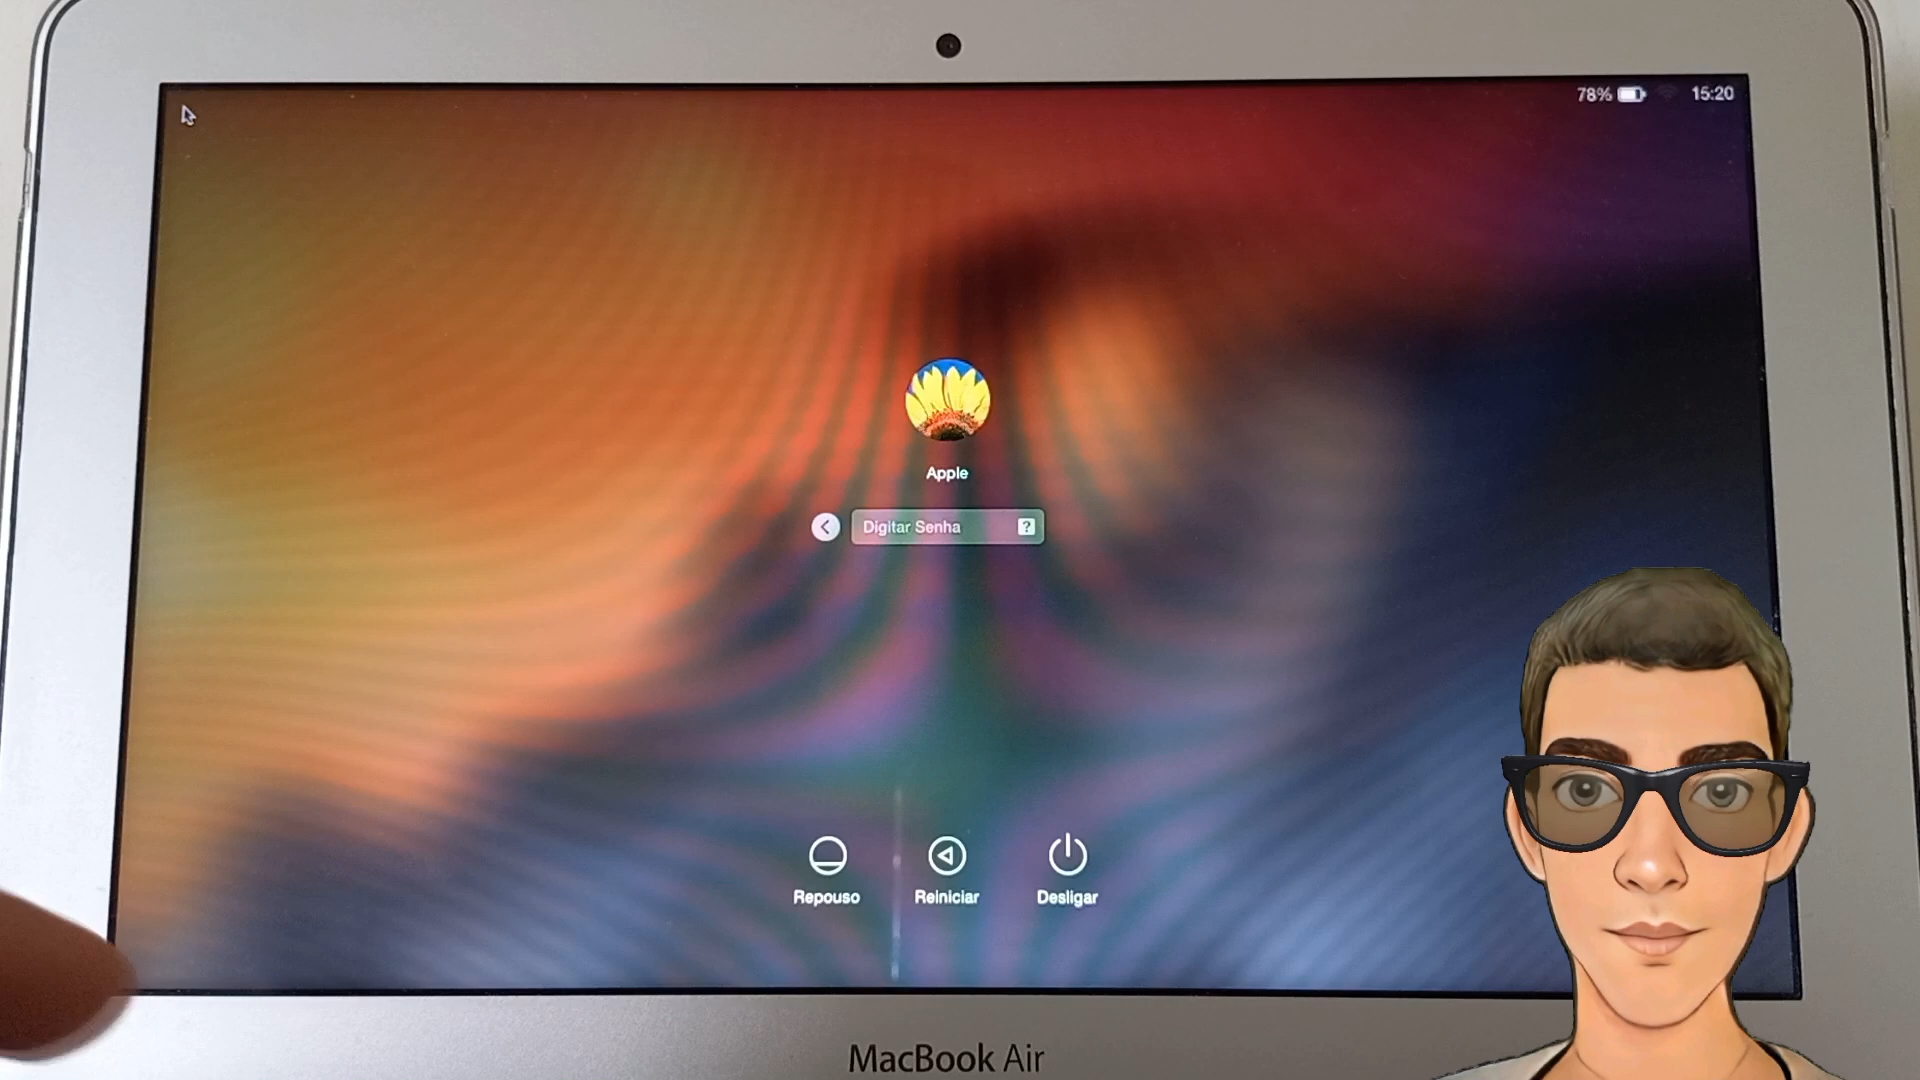 78% 15:20
Apple
Digitar Senha ?
Repouso Reiniciar Desligar
MacBook Air